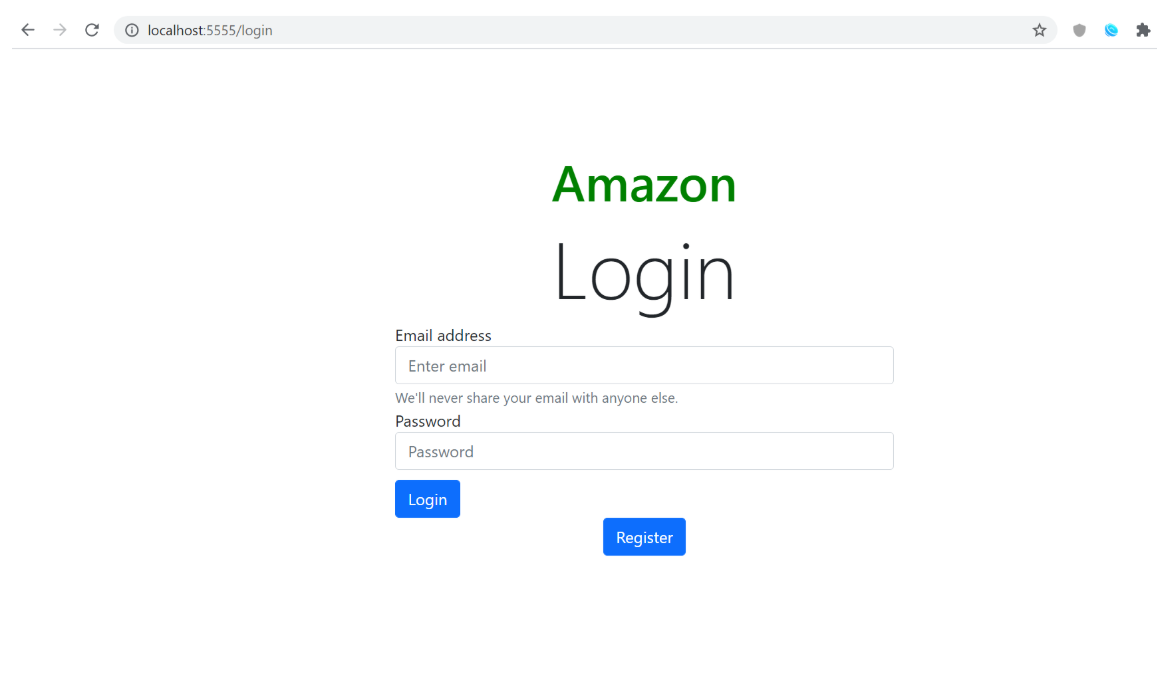 localhost:5555/login
Amazon
Login
Email address
Enter email
We'll never share your email with anyone else.
Password
Password
Login
Register